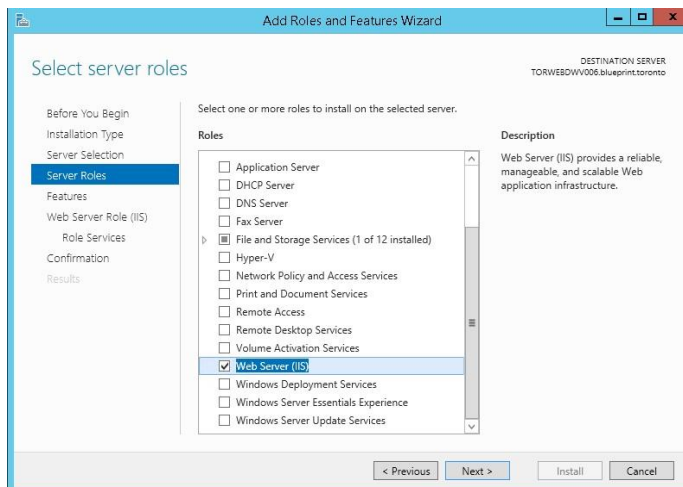 Add Roles and Features Wizard
Select server roles
DESTINATION SERVER
TORWEBDWV006.blueprint.toronto
Before You Begin
Installation Type
Server Selection
Server Roles
Features
Web Server Role (IIS)
Role Services
Confirmation
Results
Select one or more roles to install on the selected server.
Roles
Application Server
DHCP Server
DNS Server
Fax Server
File and Storage Services (1 of 12 installed)
Hyper-V
Network Policy and Access Services
Print and Document Services
Remote Access
Remote Desktop Services
Volume Activation Services
Web Server (IIS)
Windows Deployment Services
Windows Server Essentials Experience
Windows Server Update Services
Description
Web Server (IIS) provides a reliable,
manageable, and scalable Web
application infrastructure.
< Previous
Next >
Install
Cancel